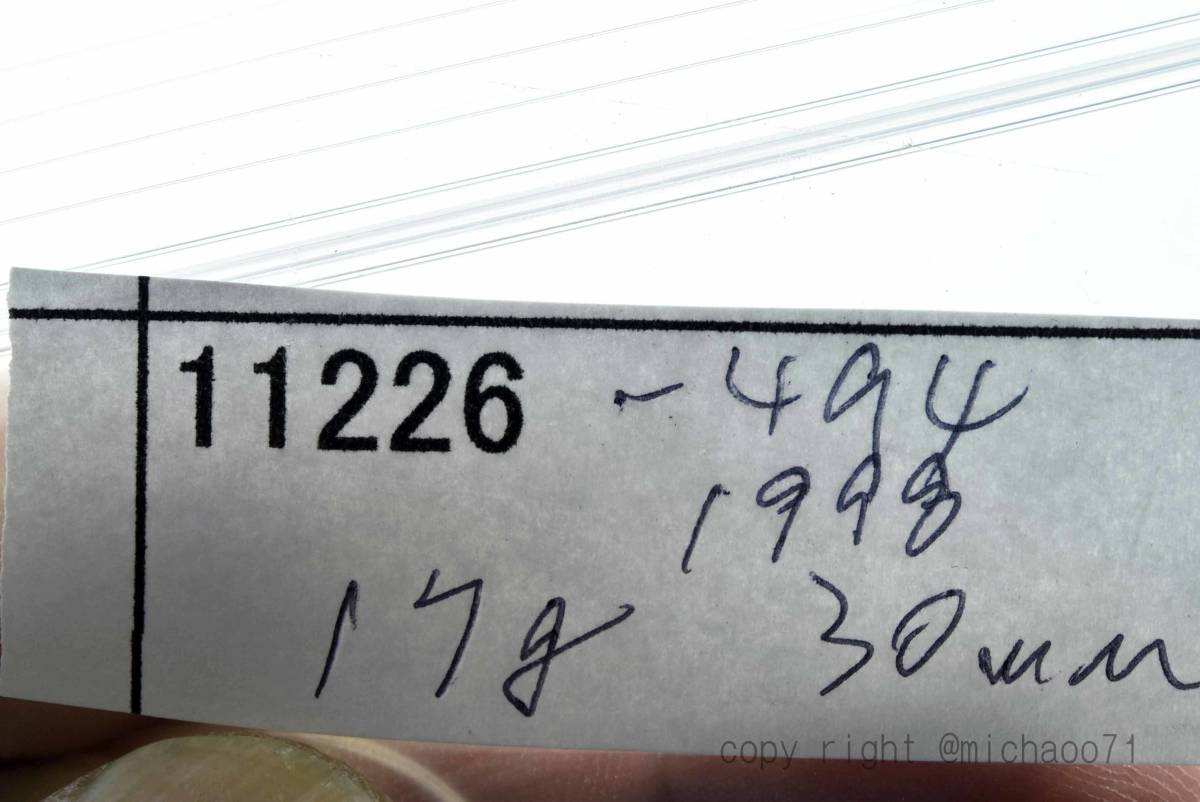 11226 - 494
1998
17g 30mm
copy right @michaoo71